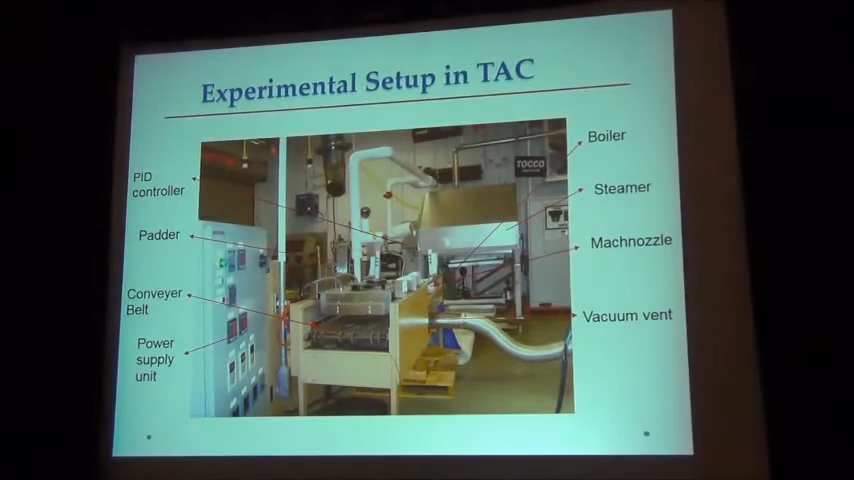 Experimental Setup in TAC
PID
controller
Padder
Conveyer
Belt
Power
supply
unit
TOCCO
Boiler
Steamer
Machnozzle
Vacuum vent